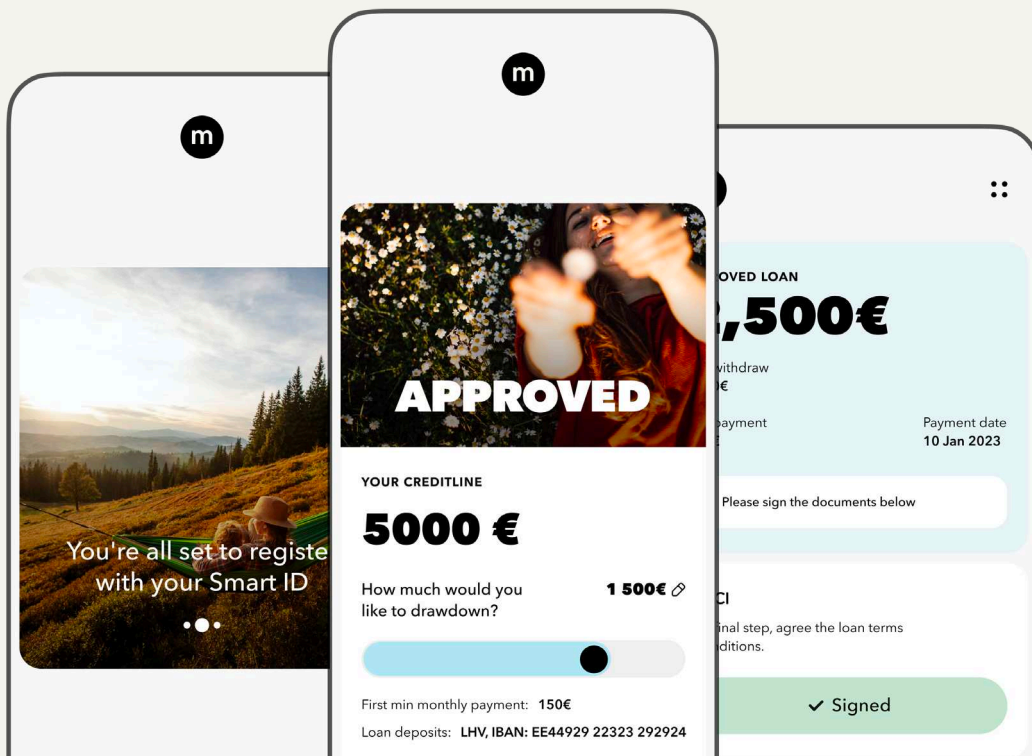 m
You're all set to registe
with your Smart ID
m
APPROVED
YOUR CREDITLINE
5000 €
How much would you
like to drawdown?
1 500€
First min monthly payment: 150€
Loan deposits: LHV, IBAN: EE44929 22323 292924
OVED LOAN
,500€
withdraw
€
payment
Payment date
10 Jan 2023
Please sign the documents below
CI
inal step, agree the loan terms
ditions.
Signed